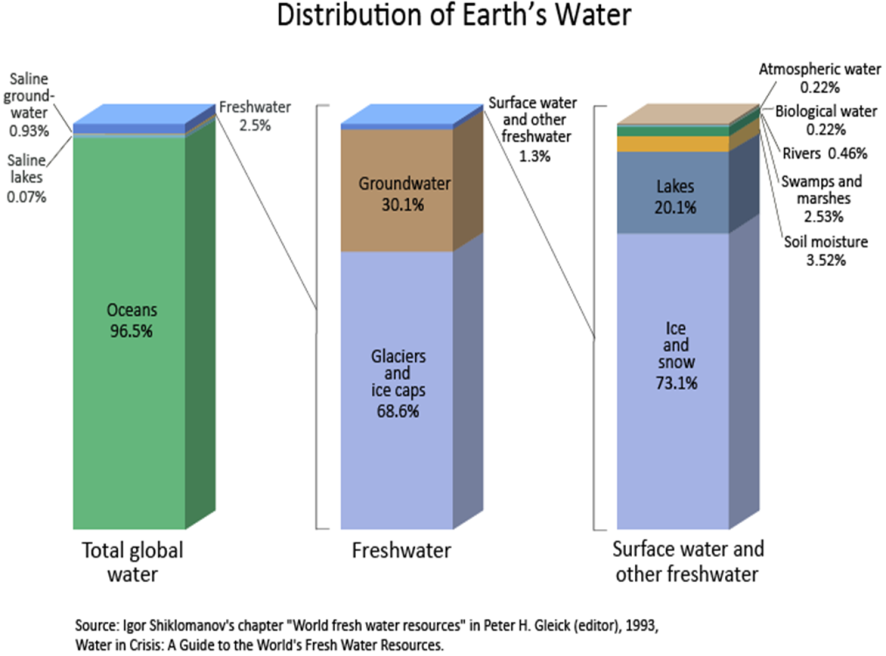 Distribution of Earth’s Water
Saline
ground-
water
0.93%
Saline
lakes
0.07%
Freshwater
2.5%
Oceans
96.5%
Total global
water
Surface water
and other
freshwater
1.3%
Groundwater
30.1%
Glaciers
and
ice caps
68.6%
Freshwater
Atmospheric water
0.22%
Biological water
0.22%
Rivers 0.46%
Swamps and
marshes
2.53%
Soil moisture
3.52%
Lakes
20.1%
Ice
and
snow
73.1%
Surface water and
other freshwater
Source: Igor Shiklomanov's chapter "World fresh water resources" in Peter H. Gleick (editor), 1993,
Water in Crisis: A Guide to the World's Fresh Water Resources.